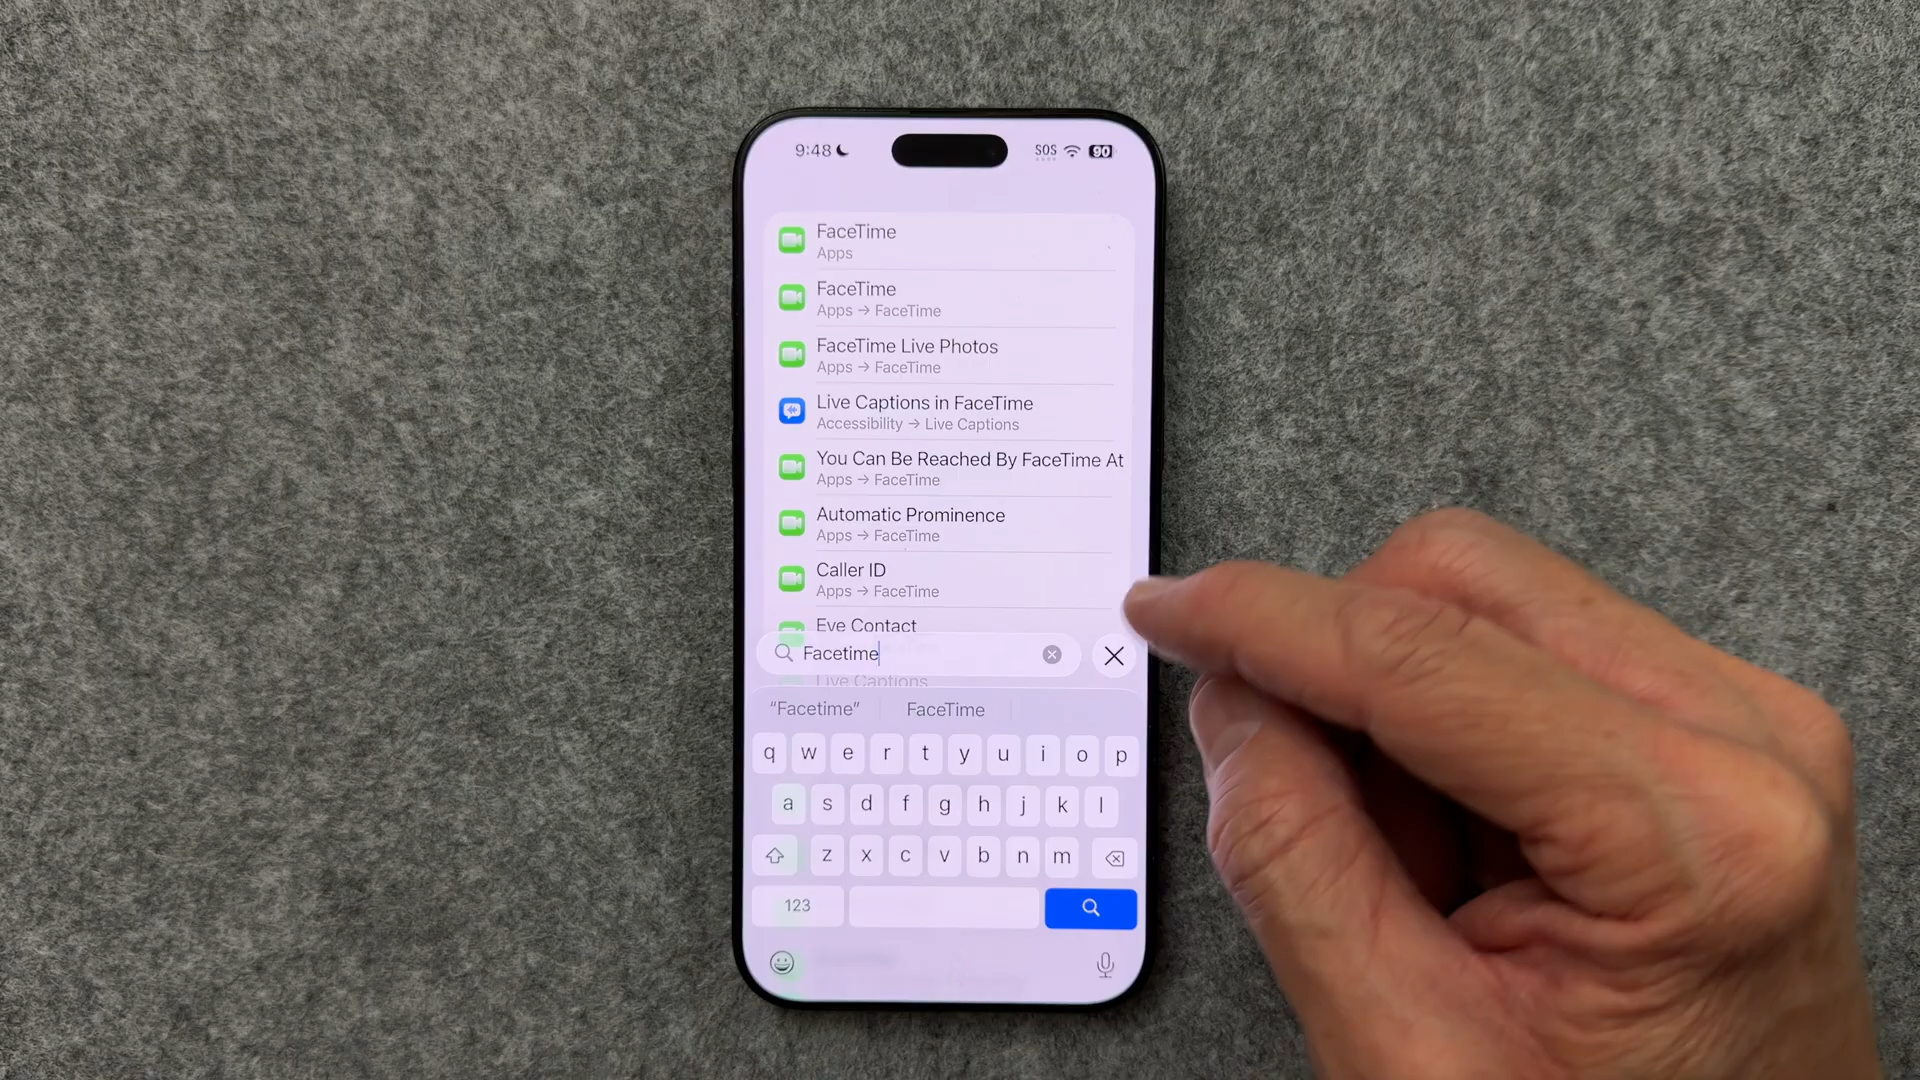 9:48
SOS
90
FaceTime
Apps
FaceTime
Apps → FaceTime
FaceTime Live Photos
Apps → FaceTime
Live Captions in FaceTime
Accessibility → Live Captions
You Can Be Reached By FaceTime At
Apps → FaceTime
Automatic Prominence
Apps → FaceTime
Caller ID
Apps → FaceTime
Eve Contact
Facetime
Live Captions
“Facetime” FaceTime
q w e r t y u i o p
a s d f g h j k l
z x c v b n m
123